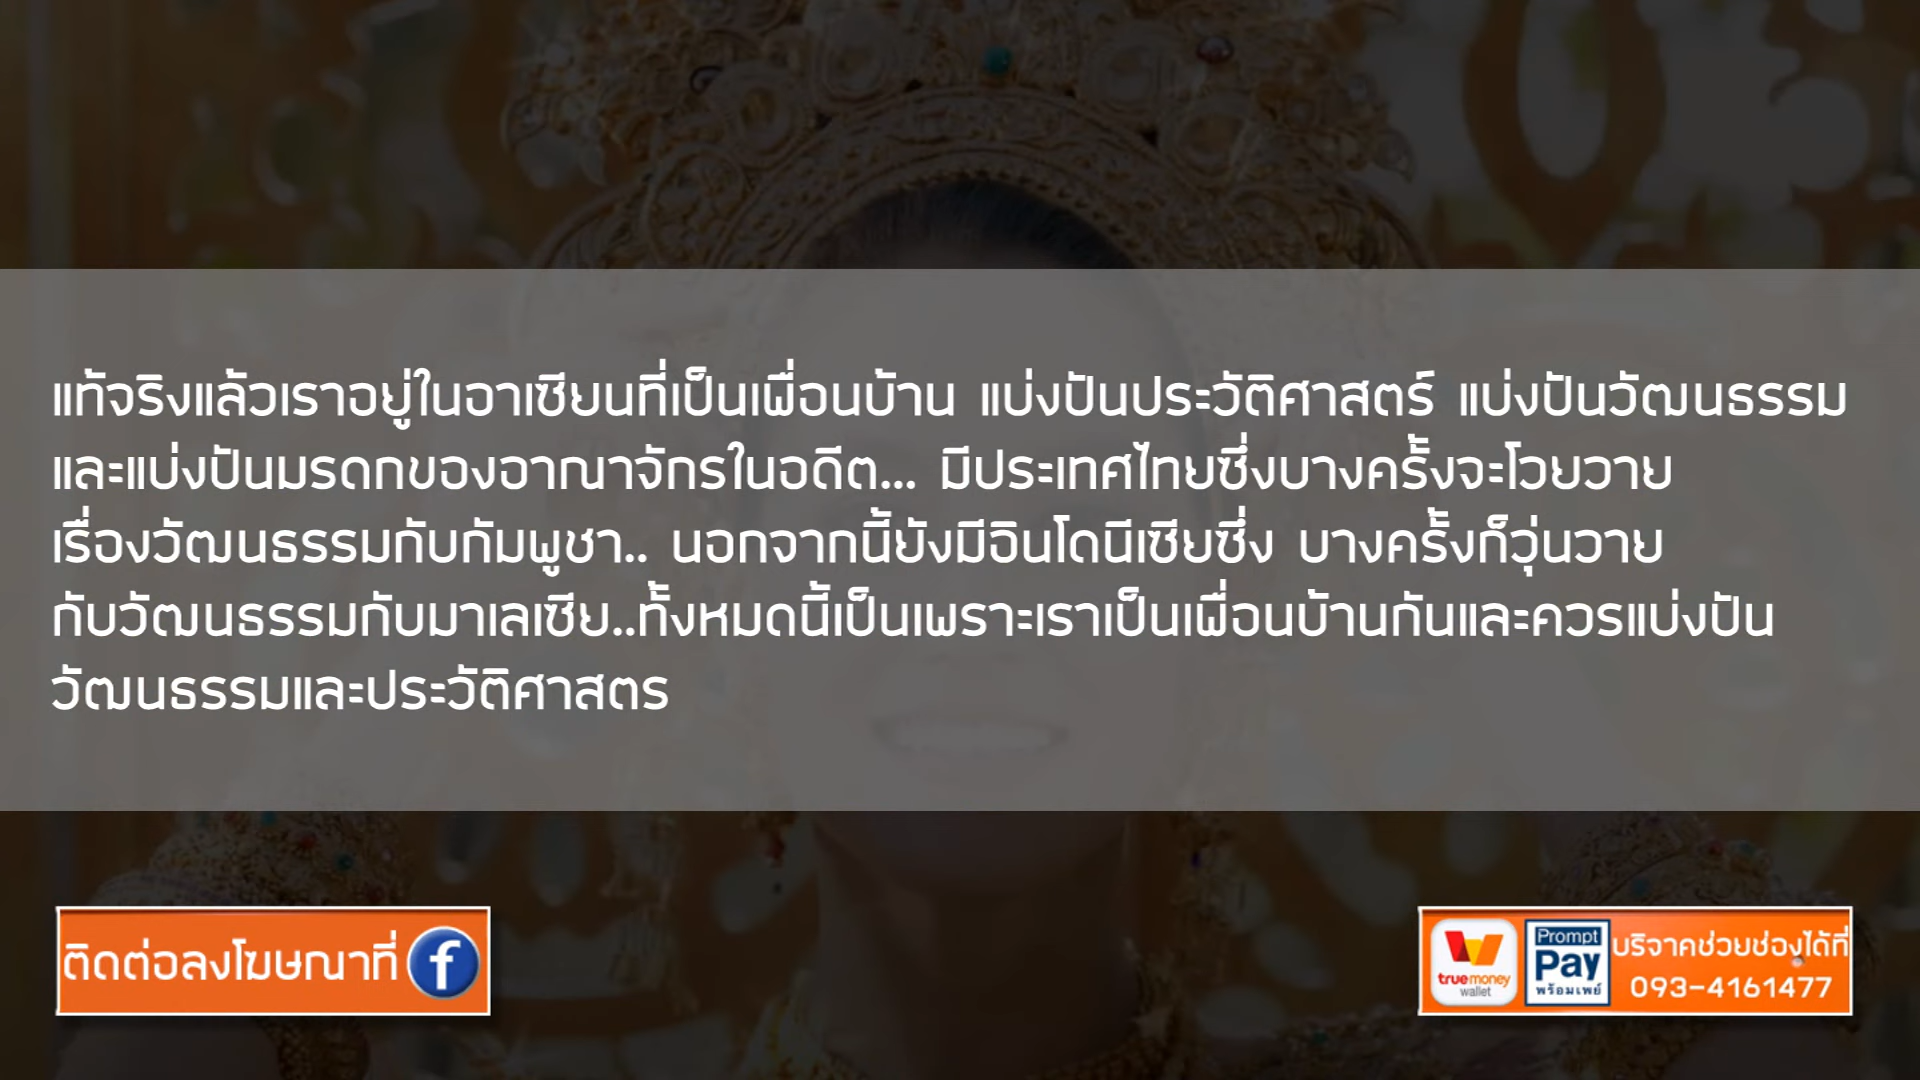 แท้จริงแล้วเราอยู่ในอาเซียนที่เป็นเพื่อนบ้าน แบ่งปันประวัติศาสตร์ แบ่งปันวัฒนธรรม
และแบ่งปันมรดกของอาณาจักรในอดีต... มีประเทศไทยซึ่งบางครั้งจะโวยวาย
เรื่องวัฒนธรรมกับกัมพูชา.. นอกจากนี้ยังมีอินโดนีเซียซึ่ง บางครั้งก็วุ่นวาย
กับวัฒนธรรมกับมาเลเซีย..ทั้งหมดนี้เป็นเพราะเราเป็นเพื่อนบ้านกันและควรแบ่งปัน
วัฒนธรรมและประวัติศาสตร
ติดต่อลงโฆษณาที่ f
truemoney
wallet
Prompt
Pay
พร้อมเพย์
บริจาคช่วยช่องได้ที่
093-4161477